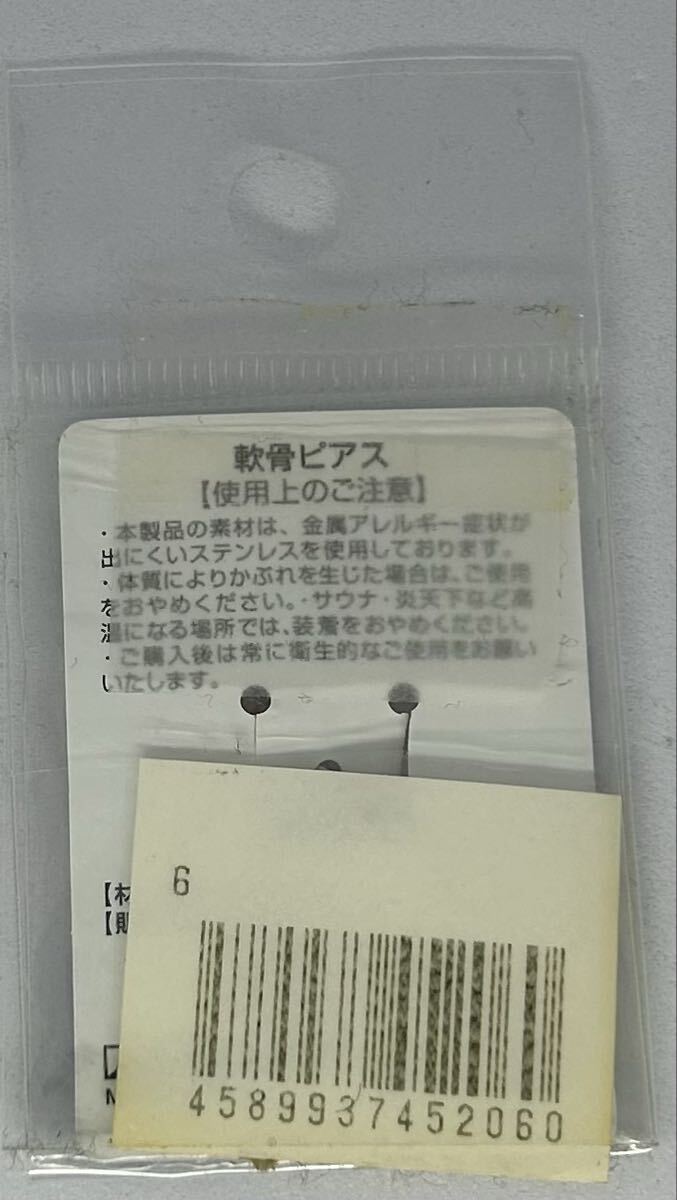 軟骨ピアス
【使用上のご注意】
・本製品の素材は、金属アレルギー症状が
出にくいステンレスを使用しております。
・体質によりかぶれを生じた場合は、ご使用
をおやめください。・サウナ・炎天下など高
温になる場所では、装着をおやめください。
・ご購入後は常に衛生的なご使用をお願い
いたします。
6
【材
【販
4589937452060